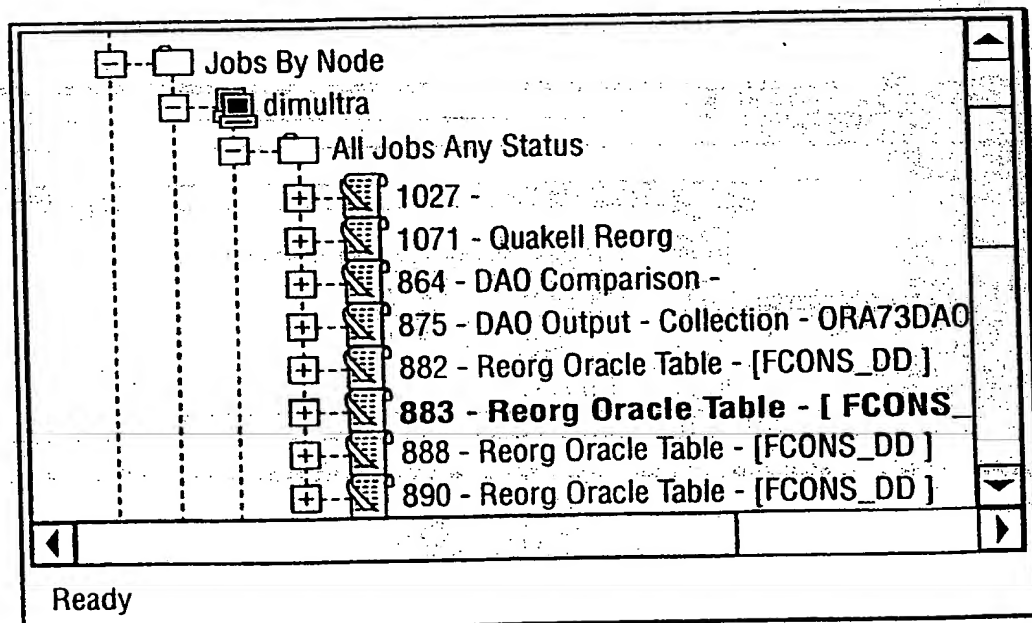 Jobs By Node
dimultra
All Jobs Any Status
1027 -
1071 - Quakell Reorg
864 - DAO Comparison -
875 - DAO Output - Collection - ORA73DAO
882 - Reorg Oracle Table - [FCONS_DD ]
883 - Reorg Oracle Table - [ FCONS_
888 - Reorg Oracle Table - [FCONS_DD ]
890 - Reorg Oracle Table - [FCONS_DD ]
Ready